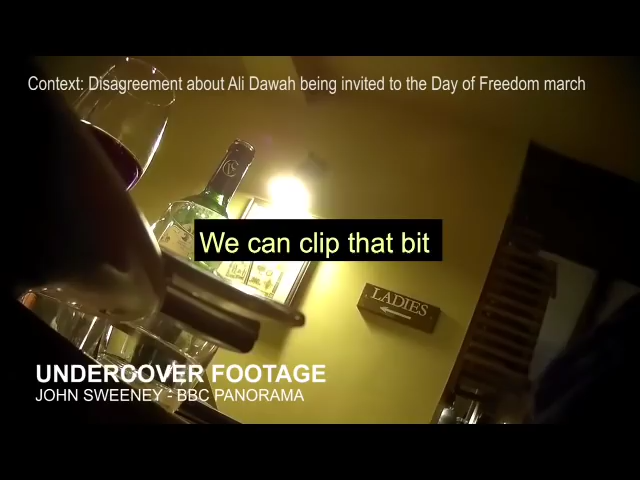 Context: Disagreement about Ali Dawah being invited to the Day of Freedom march
We can clip that bit
LADIES
UNDERCOVER FOOTAGE
JOHN SWEENEY - BBC PANORAMA